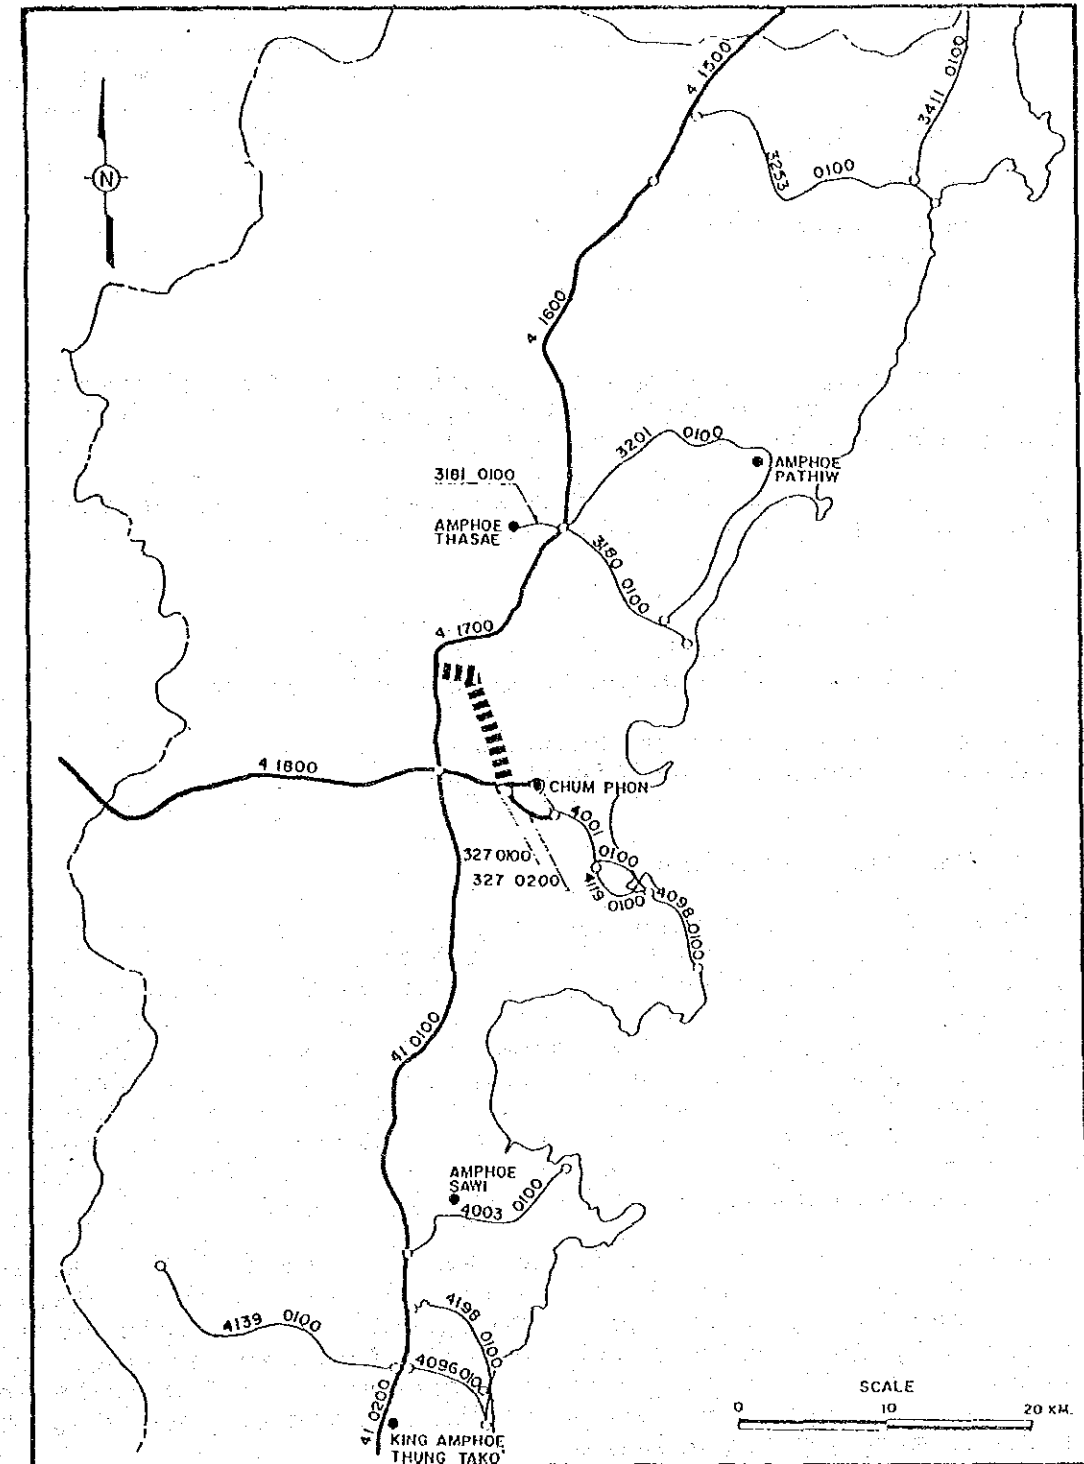 4 1500
3411 0100
3253 0100
N
4 1600
3201 0100
AMPHOE
PATHIW
3181_0100
AMPHOE
THASAE
3180 0100
4 1700
4 1800
CHUM PHON
4001 0100
327 0100
327 0200
4119 0100
4098 0100
41 0100
AMPHOE
SAWI
4003 0100
4198 0100
4139 0100
4096 0100
41 0200
KING AMPHOE
THUNG TAKO'
SCALE
0 10 20 KM.